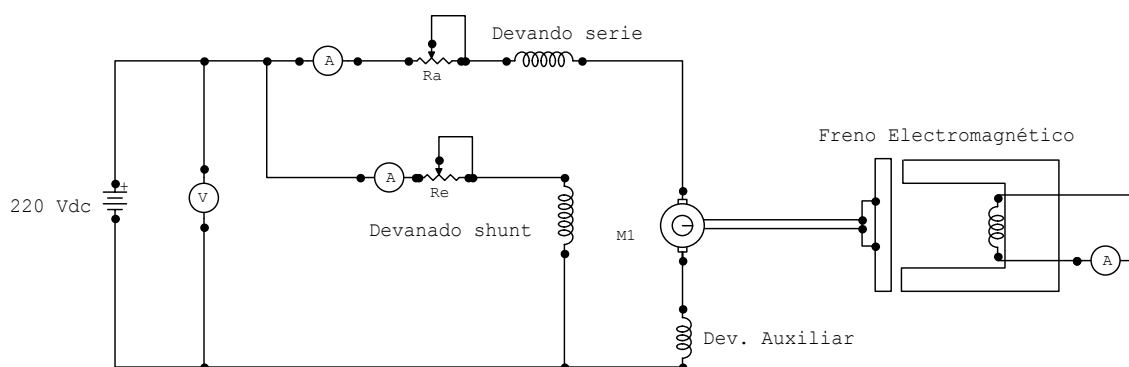 Devando serie
A
Ra
Freno Electromagnético
A
Re
+
220 Vdc
V
Devanado shunt
M1
A
Dev. Auxiliar